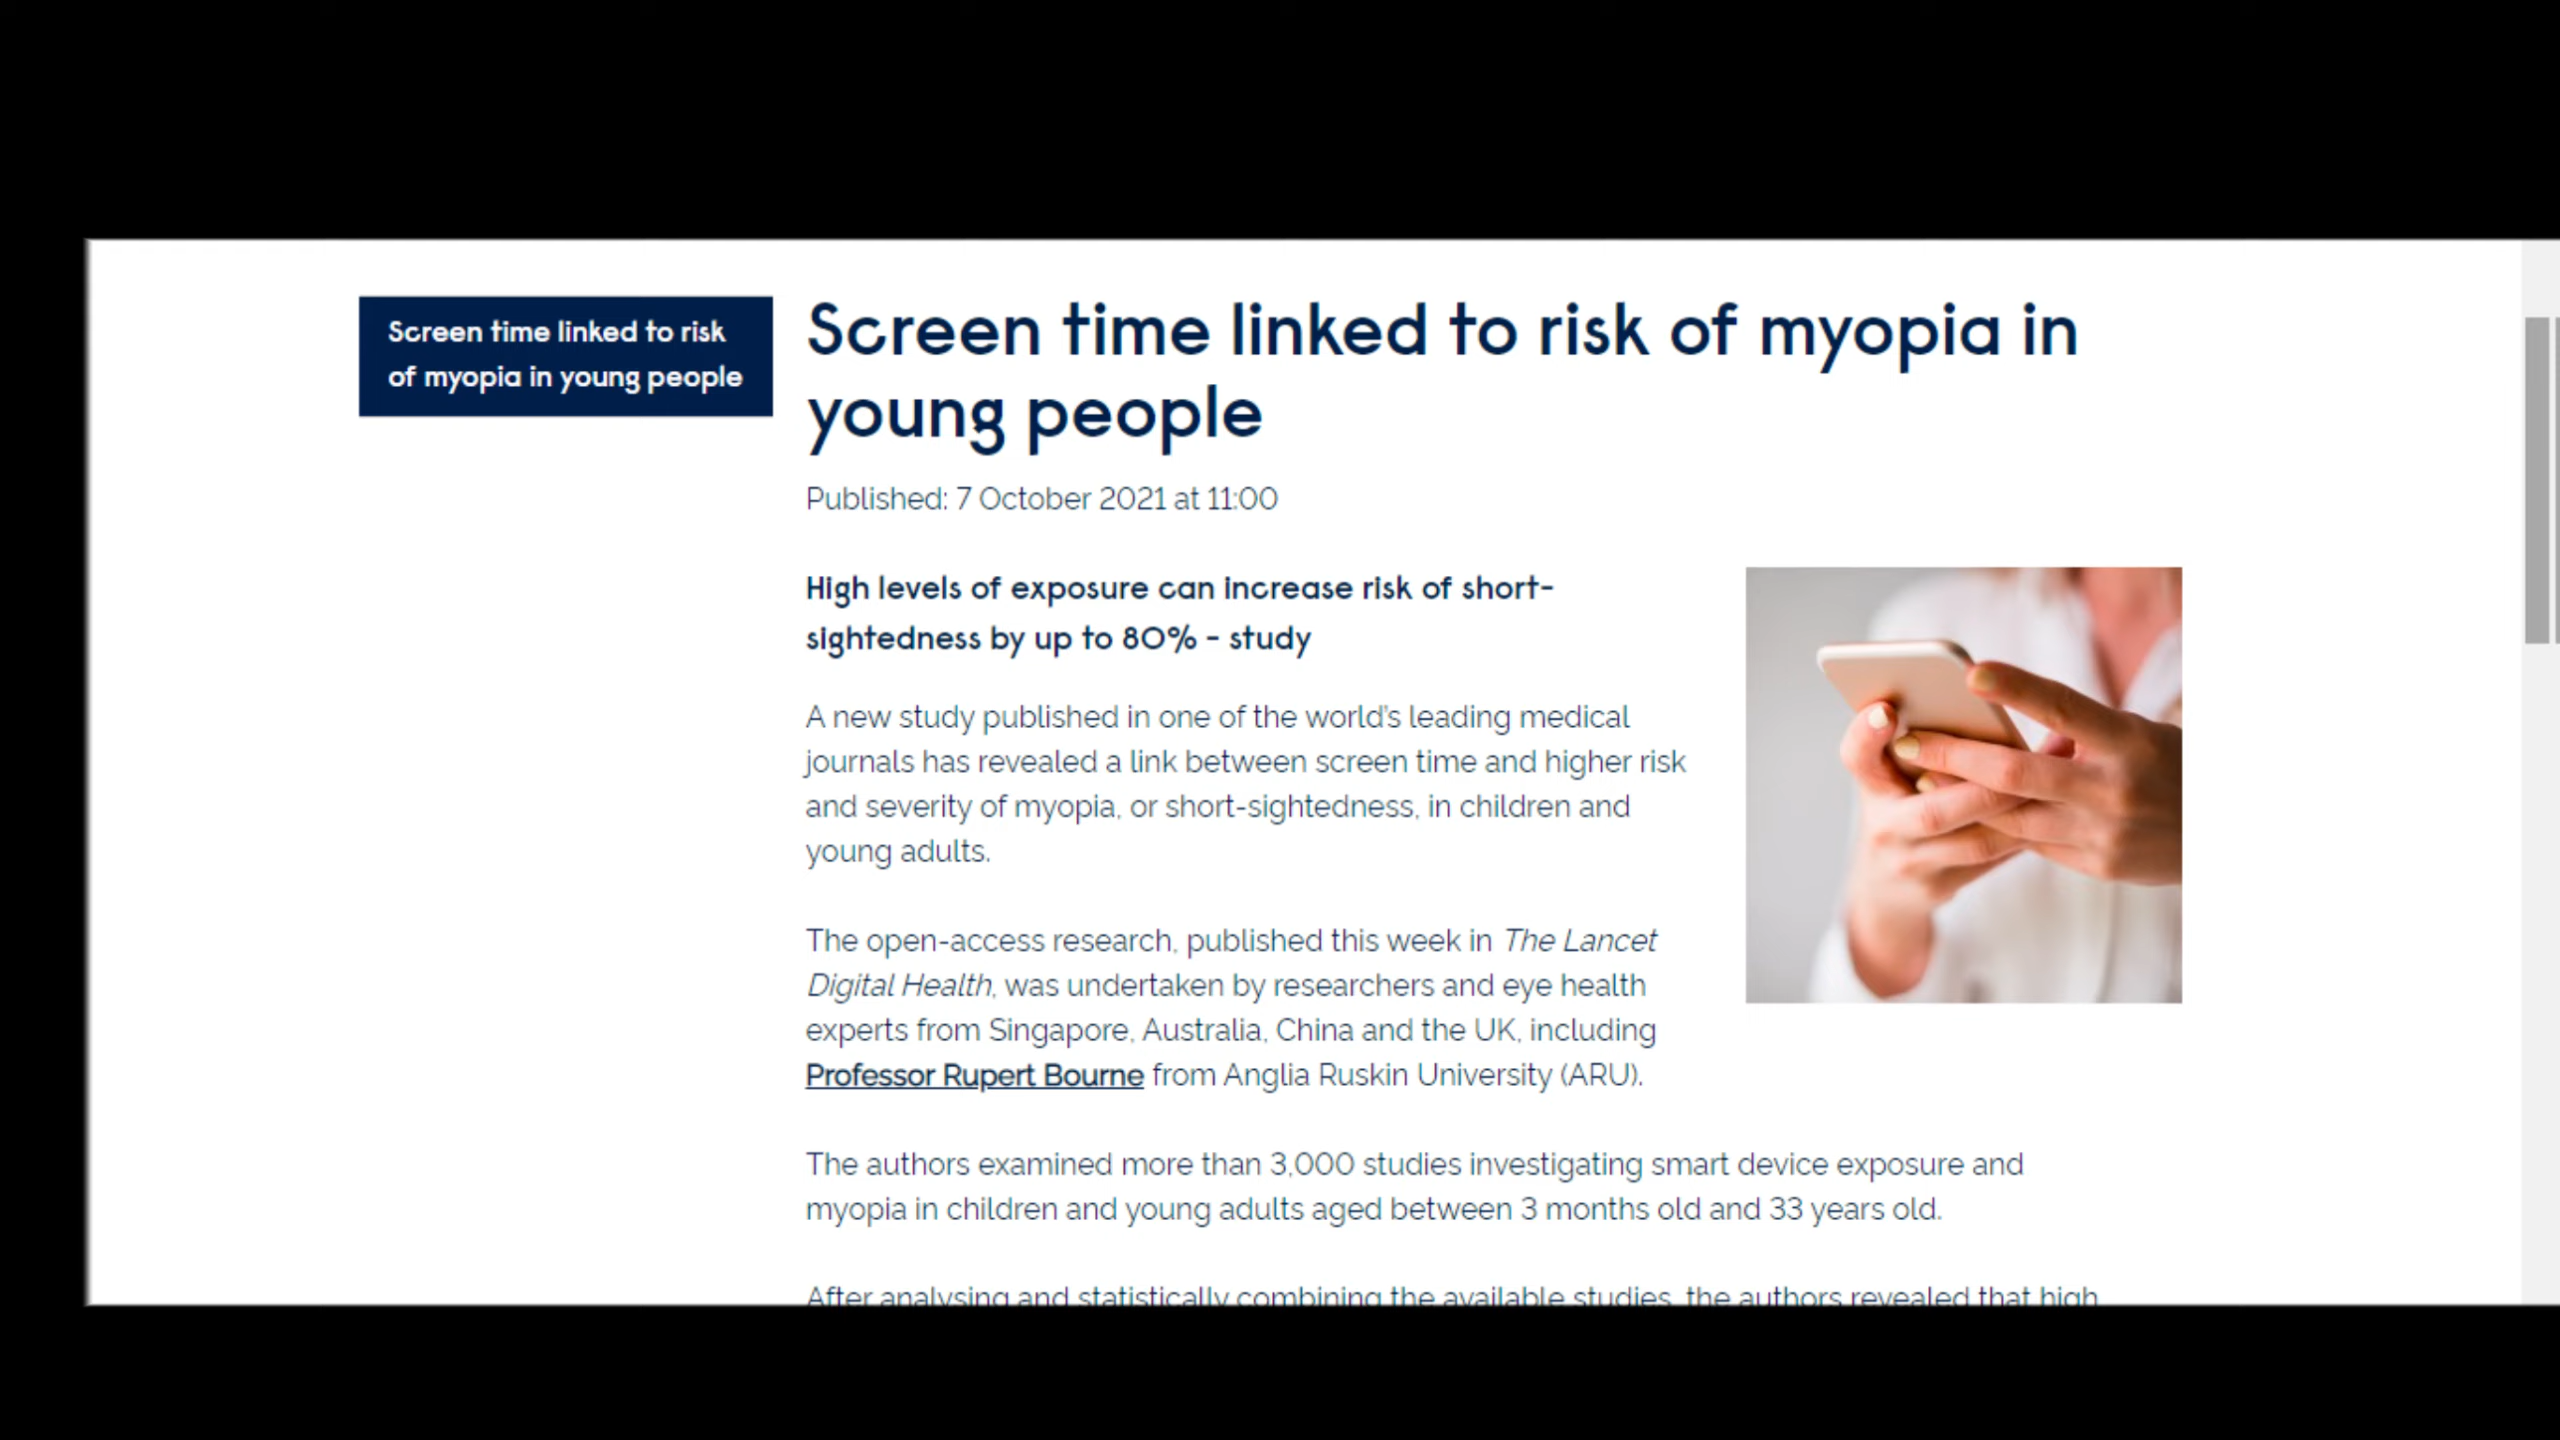 Screen time linked to risk
of myopia in young people
Screen time linked to risk of myopia in
young people
Published: 7 October 2021 at 11:00
High levels of exposure can increase risk of short-
sightedness by up to 80% - study
A new study published in one of the world's leading medical
journals has revealed a link between screen time and higher risk
and severity of myopia, or short-sightedness, in children and
young adults.
The open-access research, published this week in The Lancet
Digital Health, was undertaken by researchers and eye health
experts from Singapore, Australia, China and the UK, including
Professor Rupert Bourne from Anglia Ruskin University (ARU).
The authors examined more than 3,000 studies investigating smart device exposure and
myopia in children and young adults aged between 3 months old and 33 years old.
After analysing and statistically combining the available studies, the authors revealed that high